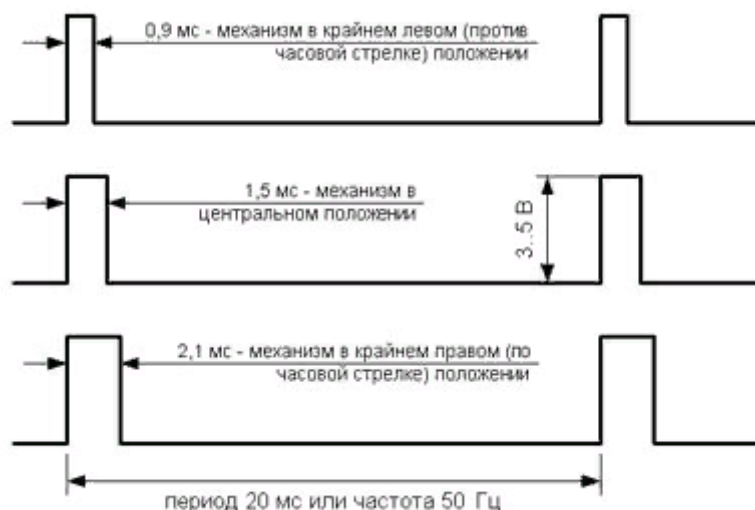 0,9 мс - механизм в крайнем левом (против
часовой стрелке) положении
1,5 мс - механизм в
центральном положении
3..5 В
2,1 мс - механизм в крайнем правом (по
часовой стрелке) положении
период 20 мс или частота 50 Гц